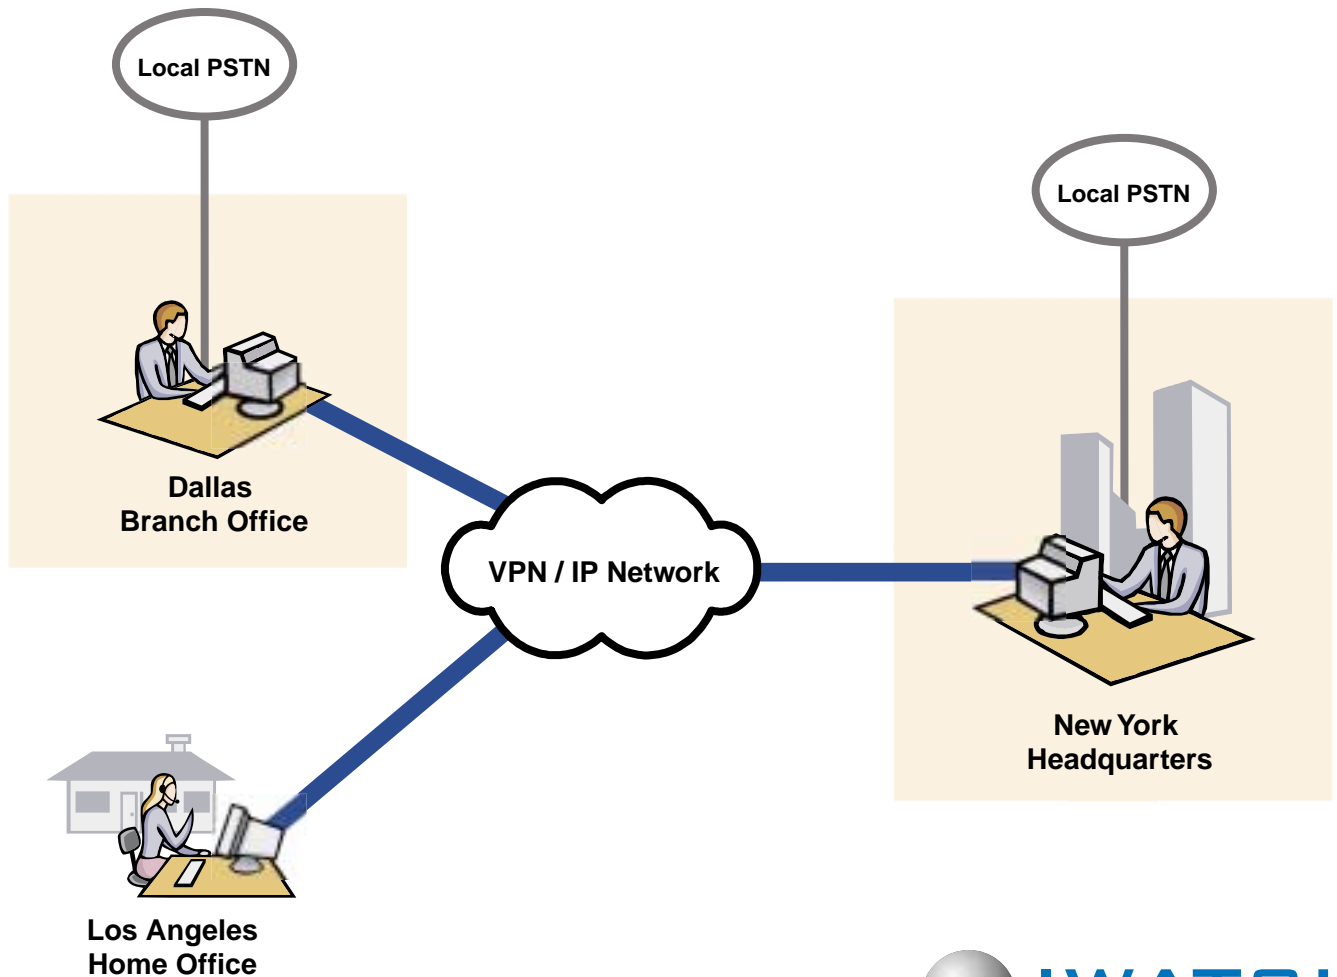 Local PSTN
Local PSTN
Dallas
Branch Office
VPN / IP Network
New York
Headquarters
Los Angeles
Home Office